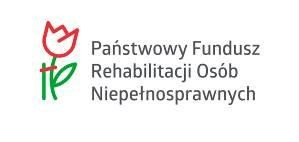 Państwowy Fundusz
Rehabilitacji Osób
Niepełnosprawnych